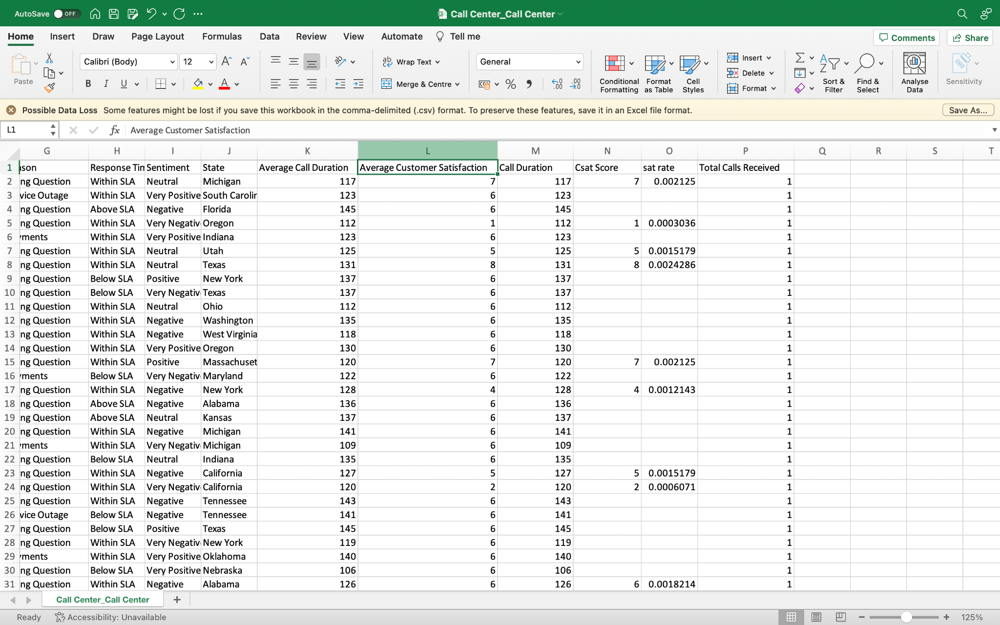 AutoSave OFF Call Center_Call Center
Home Insert Draw Page Layout Formulas Data Review View Automate Tell me Comments Share
Paste Calibri (Body) 12 B I U A Wrap Text Merge & Centre General % Conditional Formatting Format as Table Cell Styles Insert Delete Format Sort & Filter Find & Select Analyse Data Sensitivity
Possible Data Loss Some features might be lost if you save this workbook in the comma-delimited (.csv) format. To preserve these features, save it in an Excel file format. Save As...
L1 fx Average Customer Satisfaction
G H I J K L M N O P Q R S T
1 son Response Tim Sentiment State Average Call Duration Average Customer Satisfaction Call Duration Csat Score sat rate Total Calls Received
2 ng Question Within SLA Neutral Michigan 117 7 117 7 0.002125 1
3 vice Outage Within SLA Very Positive South Carolin 123 6 123 1
4 ng Question Above SLA Negative Florida 145 6 145 1
5 ng Question Within SLA Very Negativ Oregon 112 1 112 1 0.0003036 1
6 ments Within SLA Very Positive Indiana 123 6 123 1
7 ng Question Within SLA Neutral Utah 125 5 125 5 0.0015179 1
8 ng Question Within SLA Neutral Texas 131 8 131 8 0.0024286 1
9 ng Question Below SLA Positive New York 137 6 137 1
10 ng Question Below SLA Very Negativ Texas 137 6 137 1
11 ng Question Within SLA Neutral Ohio 112 6 112 1
12 ng Question Within SLA Negative Washington 135 6 135 1
13 ng Question Within SLA Negative West Virginia 118 6 118 1
14 ng Question Within SLA Very Positive Oregon 130 6 130 1
15 ng Question Within SLA Positive Massachuset 120 7 120 7 0.002125 1
16 ments Below SLA Very Negativ Maryland 122 6 122 1
17 ng Question Within SLA Negative New York 128 4 128 4 0.0012143 1
18 ng Question Above SLA Negative Alabama 136 6 136 1
19 ng Question Above SLA Neutral Kansas 137 6 137 1
20 ng Question Within SLA Negative Michigan 141 6 141 1
21 ments Within SLA Very Negativ Michigan 109 6 109 1
22 ng Question Below SLA Neutral Indiana 135 6 135 1
23 ng Question Within SLA Negative California 127 5 127 5 0.0015179 1
24 ng Question Within SLA Very Negativ California 120 2 120 2 0.0006071 1
25 ng Question Within SLA Negative Tennessee 143 6 143 1
26 vice Outage Below SLA Negative Tennessee 141 6 141 1
27 ng Question Below SLA Positive Texas 145 6 145 1
28 ng Question Within SLA Very Negativ New York 119 6 119 1
29 ments Within SLA Very Positive Oklahoma 140 6 140 1
30 ng Question Below SLA Very Positive Nebraska 106 6 106 1
31 ng Question Within SLA Negative Alabama 126 6 126 6 0.0018214 1
Call Center_Call Center
Ready Accessibility: Unavailable 125%